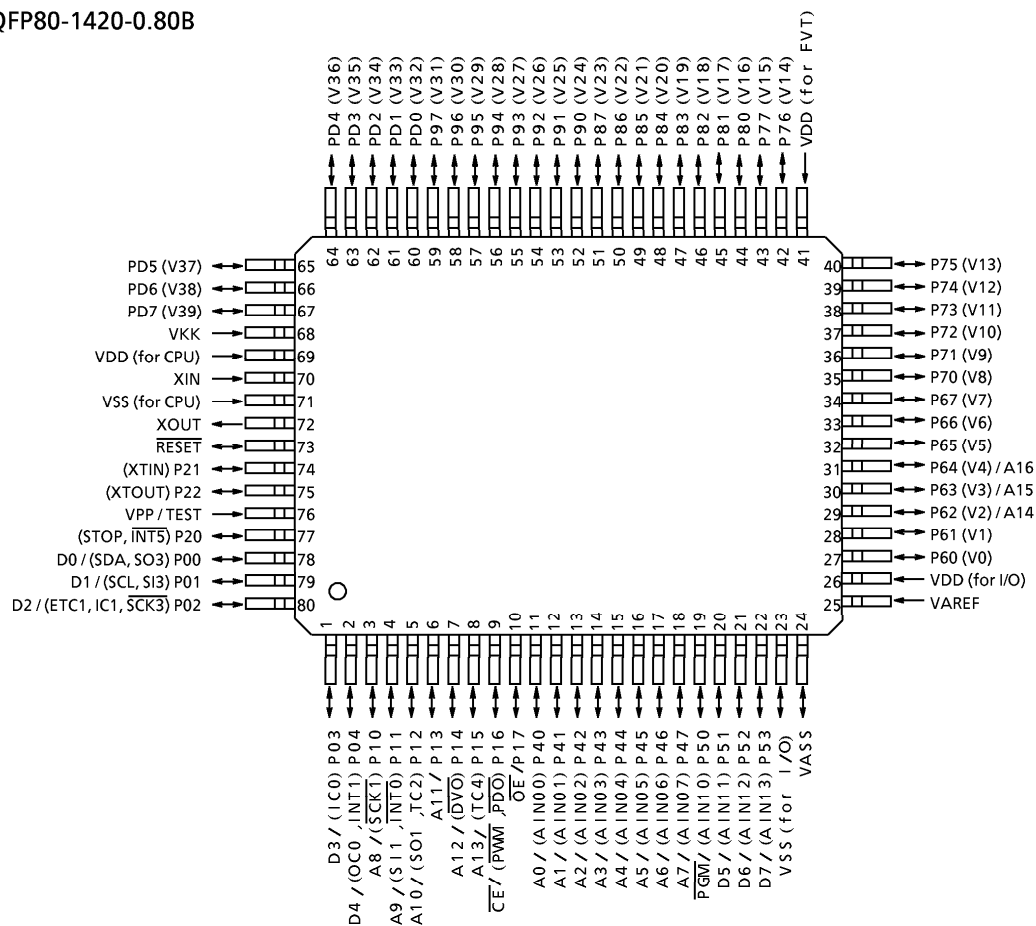 QFP80-1420-0.80B
PD4 (V36)
PD3 (V35)
PD2 (V34)
PD1 (V33)
PD0 (V32)
P97 (V31)
P96 (V30)
P95 (V29)
P94 (V28)
P93 (V27)
P92 (V26)
P91 (V25)
P90 (V24)
P87 (V23)
P86 (V22)
P85 (V21)
P84 (V20)
P83 (V19)
P82 (V18)
P81 (V17)
P80 (V16)
P77 (V15)
P76 (V14)
VDD (for FVT)
64
63
62
61
60
59
58
57
56
55
54
53
52
51
50
49
48
47
46
45
44
43
42
41
PD5 (V37) 65
PD6 (V38) 66
PD7 (V39) 67
VKK 68
VDD (for CPU) 69
XIN 70
VSS (for CPU) 71
XOUT 72
RESET 73
(XTIN) P21 74
(XTOUT) P22 75
VPP / TEST 76
(STOP, INT5) P20 77
D0 / (SDA, SO3) P00 78
D1 / (SCL, SI3) P01 79
D2 / (ETC1, IC1, SCK3) P02 80
40 P75 (V13)
39 P74 (V12)
38 P73 (V11)
37 P72 (V10)
36 P71 (V9)
35 P70 (V8)
34 P67 (V7)
33 P66 (V6)
32 P65 (V5)
31 P64 (V4) / A16
30 P63 (V3) / A15
29 P62 (V2) / A14
28 P61 (V1)
27 P60 (V0)
26 VDD (for I/O)
25 VAREF
1
2
3
4
5
6
7
8
9
10
11
12
13
14
15
16
17
18
19
20
21
22
23
24
D3 / (IC0) P03
D4 / (OC0 , INT1) P04
A8 / (SCK1) P10
A9 / (SI1 , INT0) P11
A10 / (SO1 , TC2) P12
A11 / P13
A12 / (DVO) P14
A13 / (TC4) P15
CE / (PWM , PDO) P16
OE / P17
A0 / (AIN00) P40
A1 / (AIN01) P41
A2 / (AIN02) P42
A3 / (AIN03) P43
A4 / (AIN04) P44
A5 / (AIN05) P45
A6 / (AIN06) P46
A7 / (AIN07) P47
PGM / (AIN10) P50
D5 / (AIN11) P51
D6 / (AIN12) P52
D7 / (AIN13) P53
VSS (for I/O)
VASS